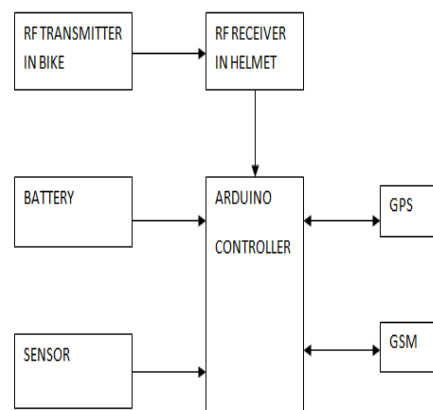 RF TRANSMITTER
IN BIKE
RF RECEIVER
IN HELMET
BATTERY
ARDUINO
CONTROLLER
GPS
SENSOR
GSM